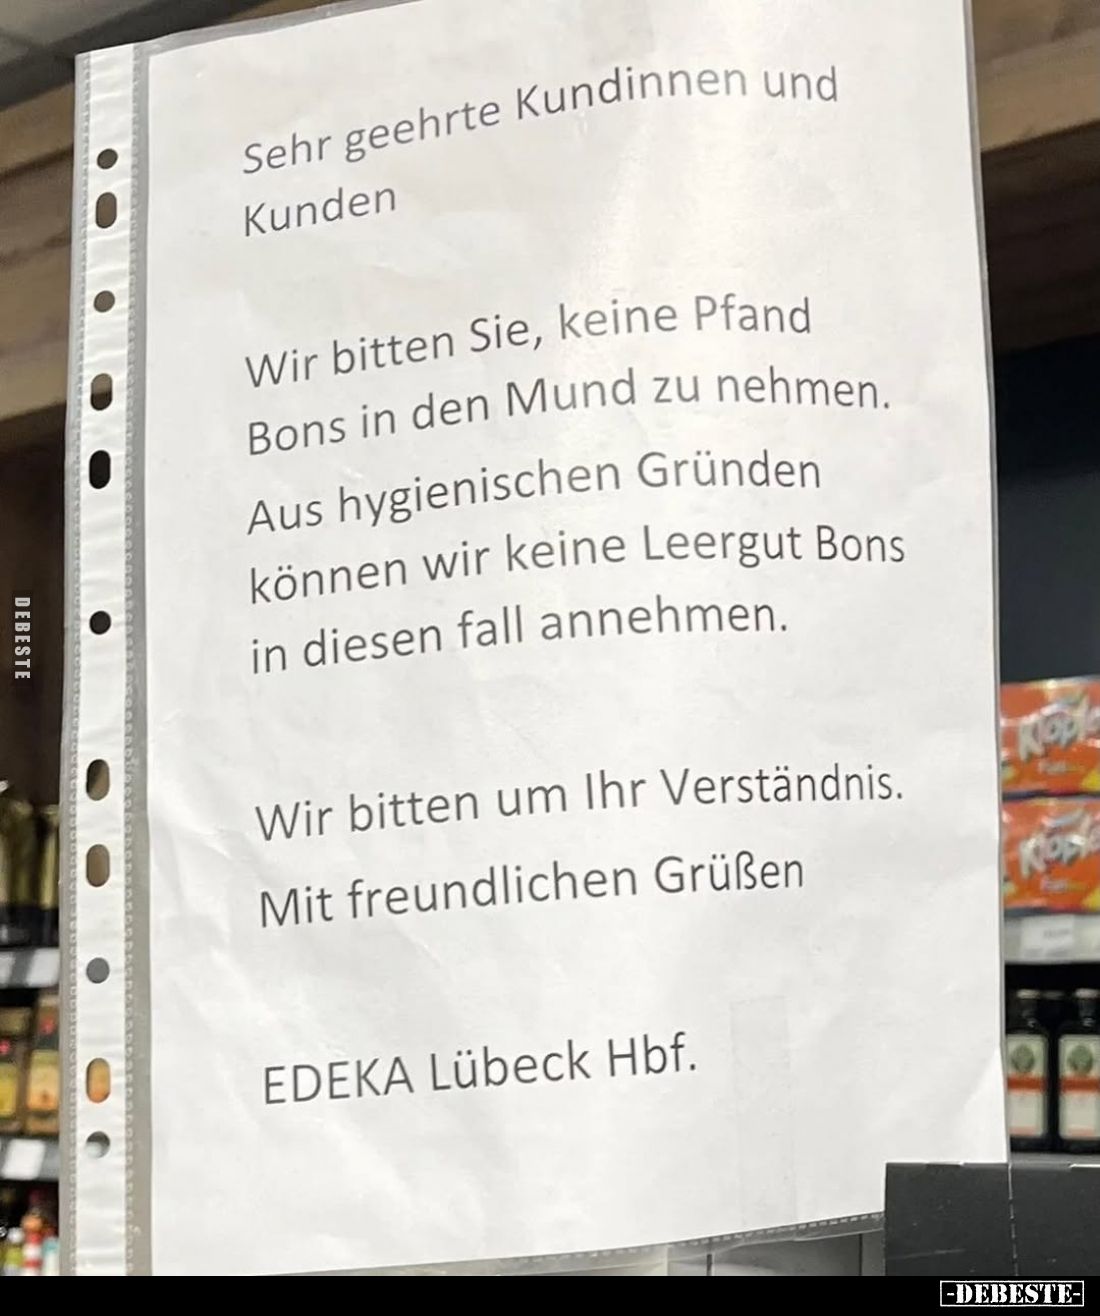 Sehr geehrte Kundinnen und
Kunden
Wir bitten Sie, keine Pfand
Bons in den Mund zu nehmen.
Aus hygienischen Gründen
können wir keine Leergut Bons
in diesen fall annehmen.
Wir bitten um Ihr Verständnis.
Mit freundlichen Grüßen
EDEKA Lübeck Hbf.
DEBESTE
-DEBESTE-